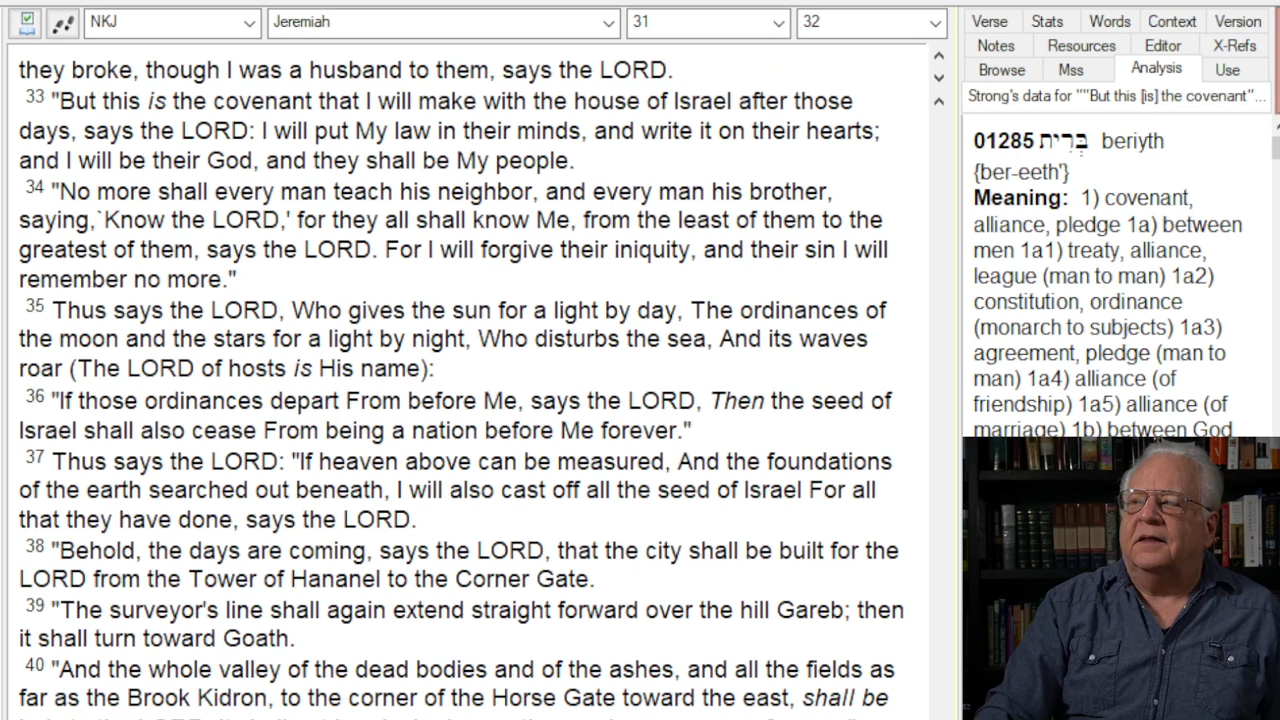 NKJ Jeremiah 31 32
they broke, though I was a husband to them, says the LORD.
33 "But this is the covenant that I will make with the house of Israel after those
days, says the LORD: I will put My law in their minds, and write it on their hearts;
and I will be their God, and they shall be My people.
34 "No more shall every man teach his neighbor, and every man his brother,
saying,`Know the LORD,' for they all shall know Me, from the least of them to the
greatest of them, says the LORD. For I will forgive their iniquity, and their sin I will
remember no more."
35 Thus says the LORD, Who gives the sun for a light by day, The ordinances of
the moon and the stars for a light by night, Who disturbs the sea, And its waves
roar (The LORD of hosts is His name):
36 "If those ordinances depart From before Me, says the LORD, Then the seed of
Israel shall also cease From being a nation before Me forever."
37 Thus says the LORD: "If heaven above can be measured, And the foundations
of the earth searched out beneath, I will also cast off all the seed of Israel For all
that they have done, says the LORD.
38 "Behold, the days are coming, says the LORD, that the city shall be built for the
LORD from the Tower of Hananel to the Corner Gate.
39 "The surveyor's line shall again extend straight forward over the hill Gareb; then
it shall turn toward Goath.
40 "And the whole valley of the dead bodies and of the ashes, and all the fields as
far as the Brook Kidron, to the corner of the Horse Gate toward the east, shall be
Verse Stats Words Context Version
Notes Resources Editor X-Refs
Browse Mss Analysis Use
Strong's data for ""But this [is] the covenant"...
01285 בְּרִית beriyth
{ber-eeth'}
Meaning: 1) covenant,
alliance, pledge 1a) between
men 1a1) treaty, alliance,
league (man to man) 1a2)
constitution, ordinance
(monarch to subjects) 1a3)
agreement, pledge (man to
man) 1a4) alliance (of
friendship) 1a5) alliance (of
marriage) 1b) between God